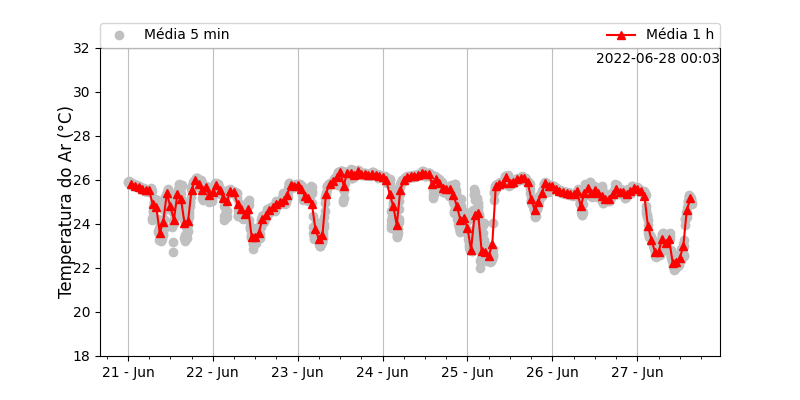 Média 5 min
Média 1 h
2022-06-28 00:03
Temperatura do Ar (°C)
32
30
28
26
24
22
20
18
21 - Jun
22 - Jun
23 - Jun
24 - Jun
25 - Jun
26 - Jun
27 - Jun